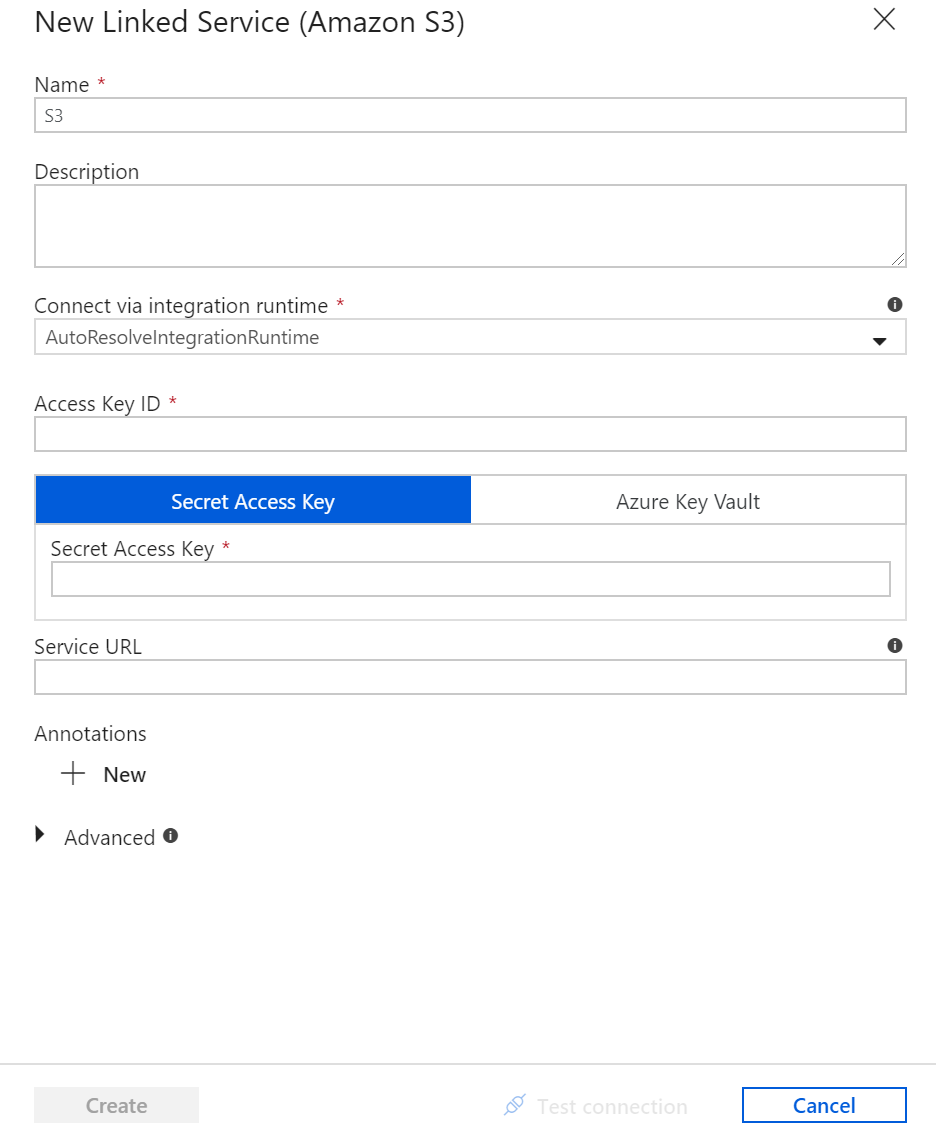 New Linked Service (Amazon S3)
Name *
S3
Description
Connect via integration runtime *
AutoResolveIntegrationRuntime
Access Key ID *
Secret Access Key
Azure Key Vault
Secret Access Key *
Service URL
Annotations
New
Advanced
Create
Test connection
Cancel